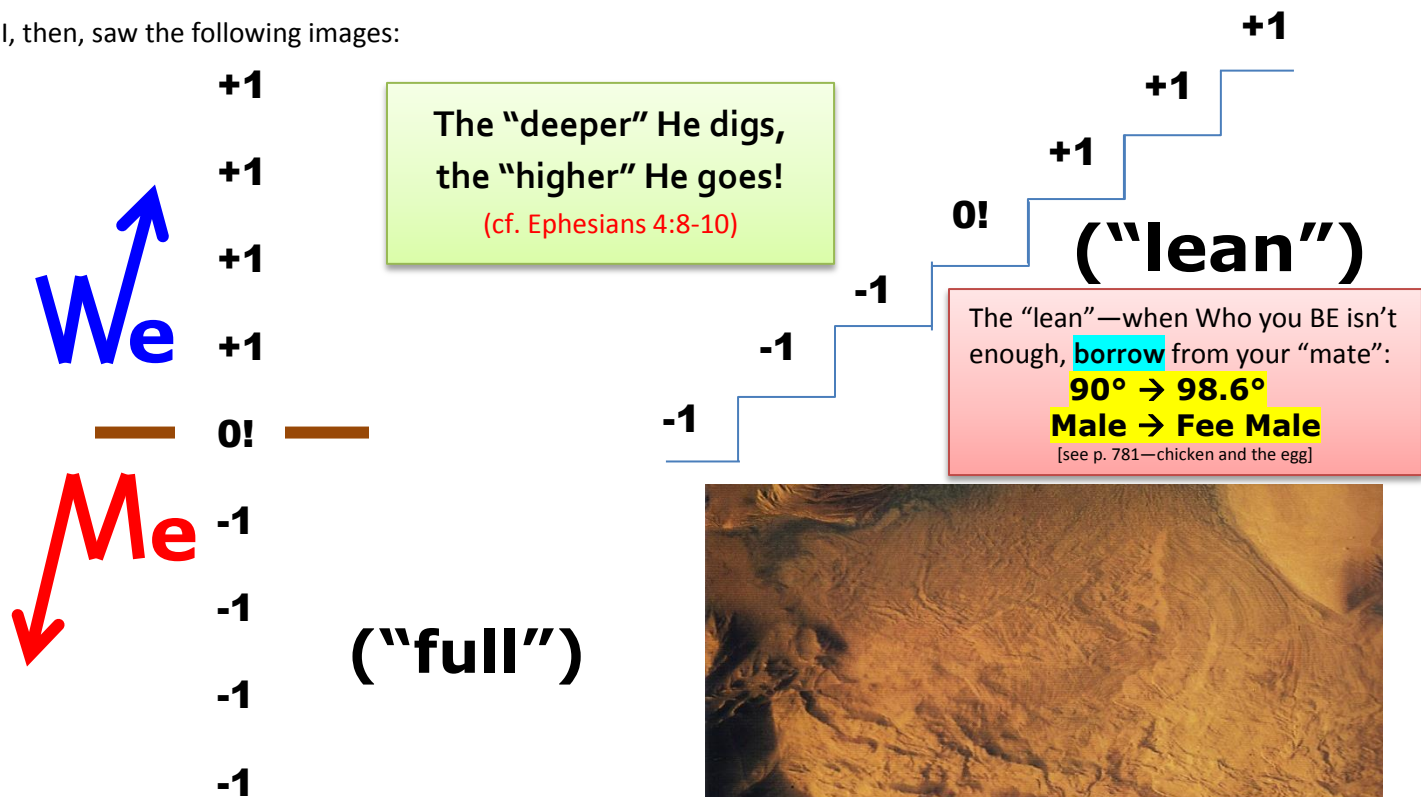 I, then, saw the following images:
+1
+1
+1
+1
0!
-1
-1
-1
-1
We
Me
The “deeper” He digs,
the “higher” He goes!
(cf. Ephesians 4:8-10)
(“full”)
+1
+1
+1
0!
-1
-1
-1
(“lean”)
The “lean”—when Who you BE isn’t
enough, borrow from your “mate”:
90° → 98.6°
Male → Fee Male
[see p. 781—chicken and the egg]